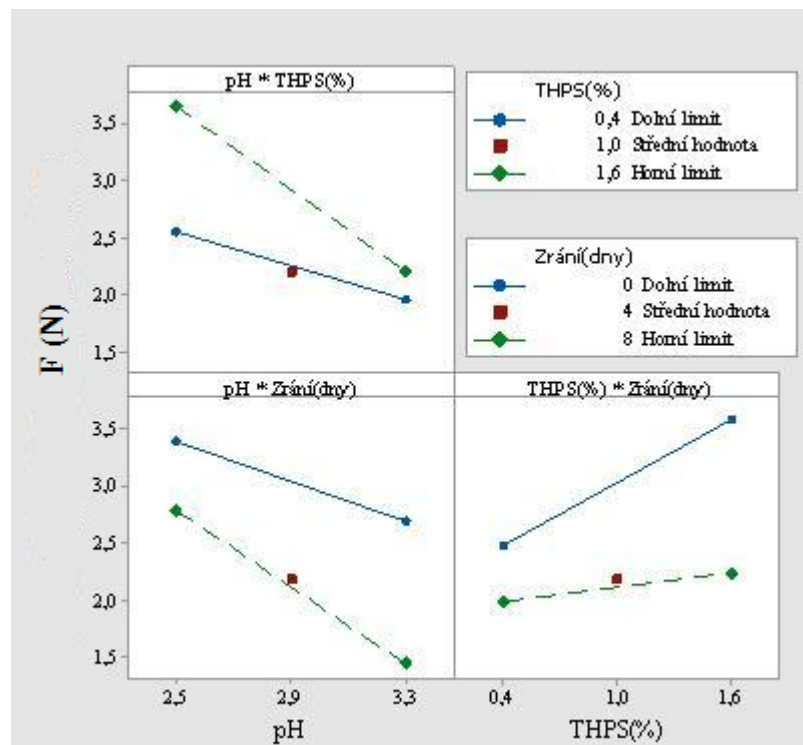 pH * THPS(%)
THPS(%)
0,4 Dolní limit
1,0 Střední hodnota
1,6 Horní limit
3,5
3,0
2,5
2,0
1,5
Zrání(dny)
0 Dolní limit
4 Střední hodnota
8 Horní limit
F (N)
pH * Zrání(dny)
THPS(%) * Zrání(dny)
3,5
3,0
2,5
2,0
1,5
2,5 2,9 3,3
0,4 1,0 1,6
pH
THPS(%)